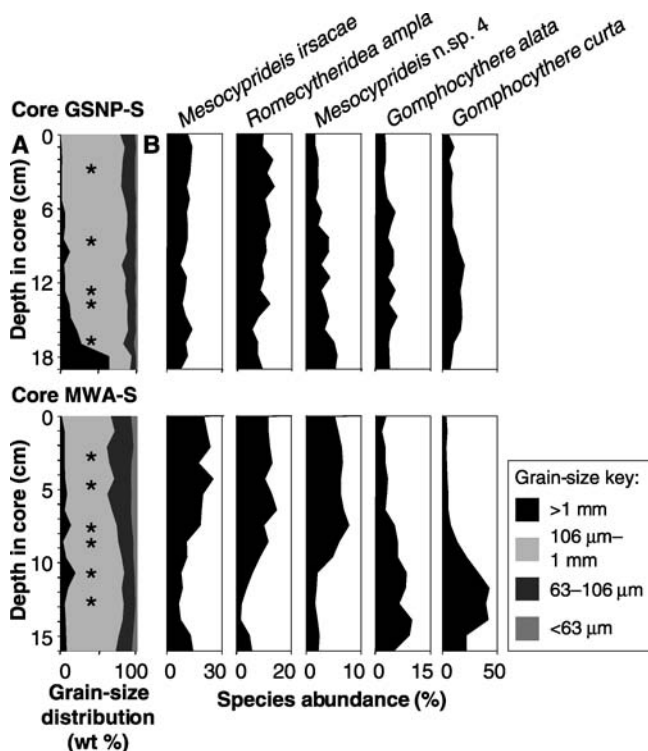 Mesocyprideis irsacae
Romecytheridea ampla
Mesocyprideis n.sp. 4
Gomphocythere alata
Gomphocythere curta
Core GSNP-S
A
B
Depth in core (cm)
0
6
12
18
*
*
*
*
*
Core MWA-S
Depth in core (cm)
0
5
10
15
*
*
*
*
*
*
0 100
0 30
0 20
0 10
0 15
0 50
Grain-size
distribution
(wt %)
Species abundance (%)
Grain-size key:
>1 mm
106 µm–
1 mm
63–106 µm
<63 µm